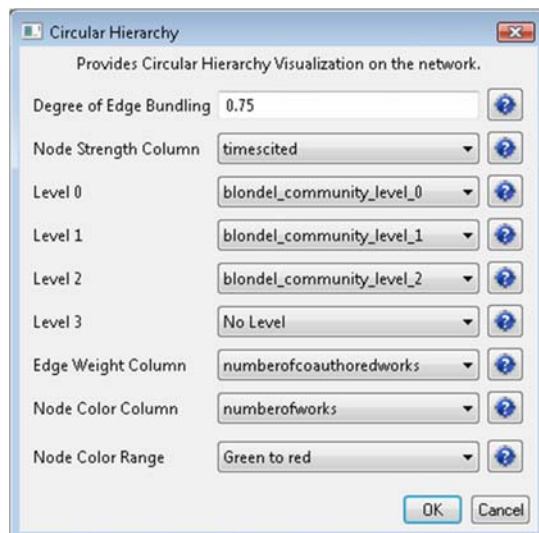 Circular Hierarchy
Provides Circular Hierarchy Visualization on the network.
Degree of Edge Bundling 0.75
Node Strength Column timescited
Level 0 blondel_community_level_0
Level 1 blondel_community_level_1
Level 2 blondel_community_level_2
Level 3 No Level
Edge Weight Column numberofcoauthoredworks
Node Color Column numberofworks
Node Color Range Green to red
OK Cancel